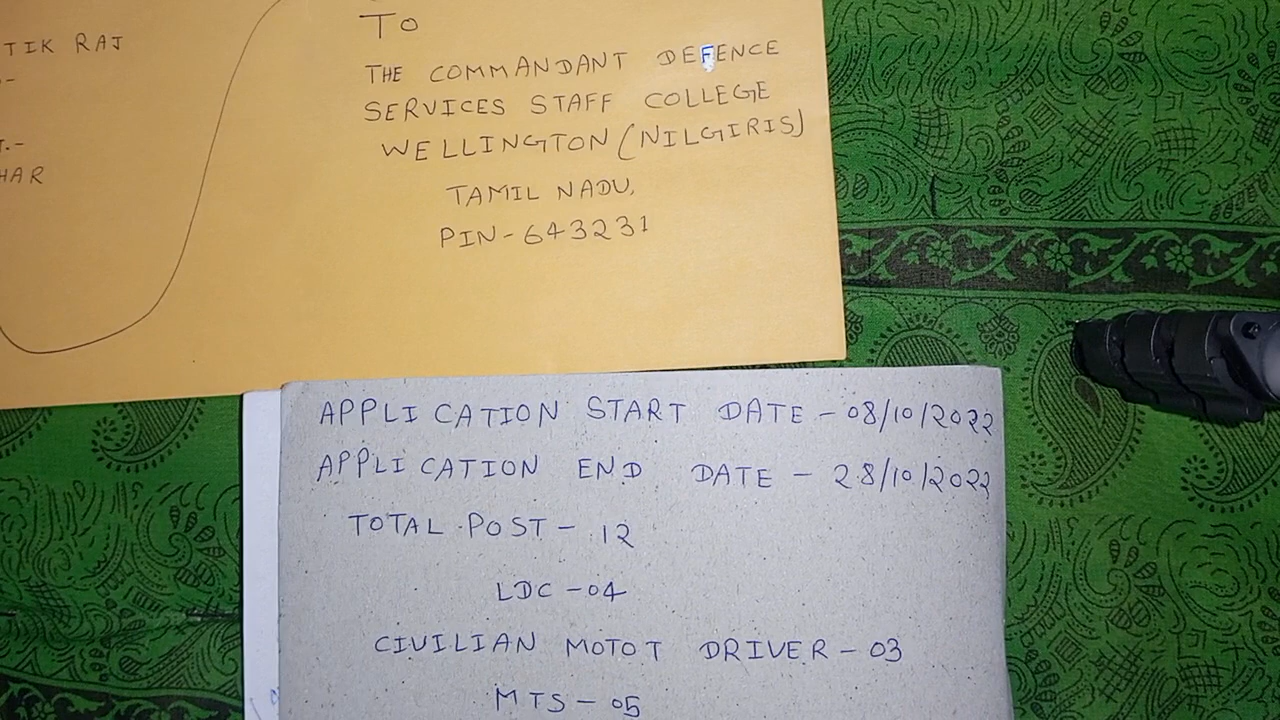 TIK RAJ
HAR
TO
THE COMMANDANT DEFENCE
SERVICES STAFF COLLEGE
WELLINGTON (NILGIRIS)
TAMIL NADU,
PIN-643231
APPLICATION START DATE - 08/10/2022
APPLICATION END DATE - 28/10/2022
TOTAL POST - 12
LDC - 04
CIVILIAN MOTOT DRIVER - 03
MTS - 05